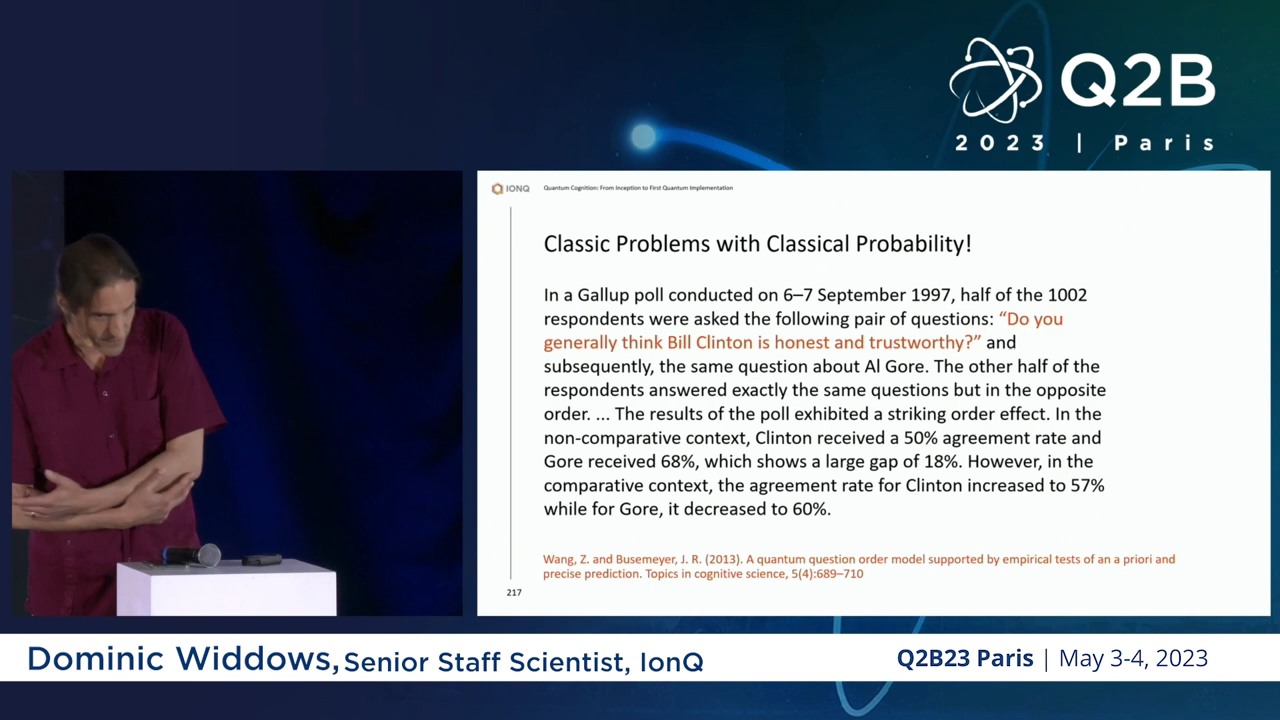 Q2B
2023 | Paris
IONQ
Quantum Cognition: From Inception to First Quantum Implementation
Classic Problems with Classical Probability!
In a Gallup poll conducted on 6–7 September 1997, half of the 1002
respondents were asked the following pair of questions: “Do you
generally think Bill Clinton is honest and trustworthy?” and
subsequently, the same question about Al Gore. The other half of the
respondents answered exactly the same questions but in the opposite
order. ... The results of the poll exhibited a striking order effect. In the
non-comparative context, Clinton received a 50% agreement rate and
Gore received 68%, which shows a large gap of 18%. However, in the
comparative context, the agreement rate for Clinton increased to 57%
while for Gore, it decreased to 60%.
Wang, Z. and Busemeyer, J. R. (2013). A quantum question order model supported by empirical tests of an a priori and
precise prediction. Topics in cognitive science, 5(4):689–710
217
Dominic Widdows, Senior Staff Scientist, IonQ
Q2B23 Paris | May 3-4, 2023